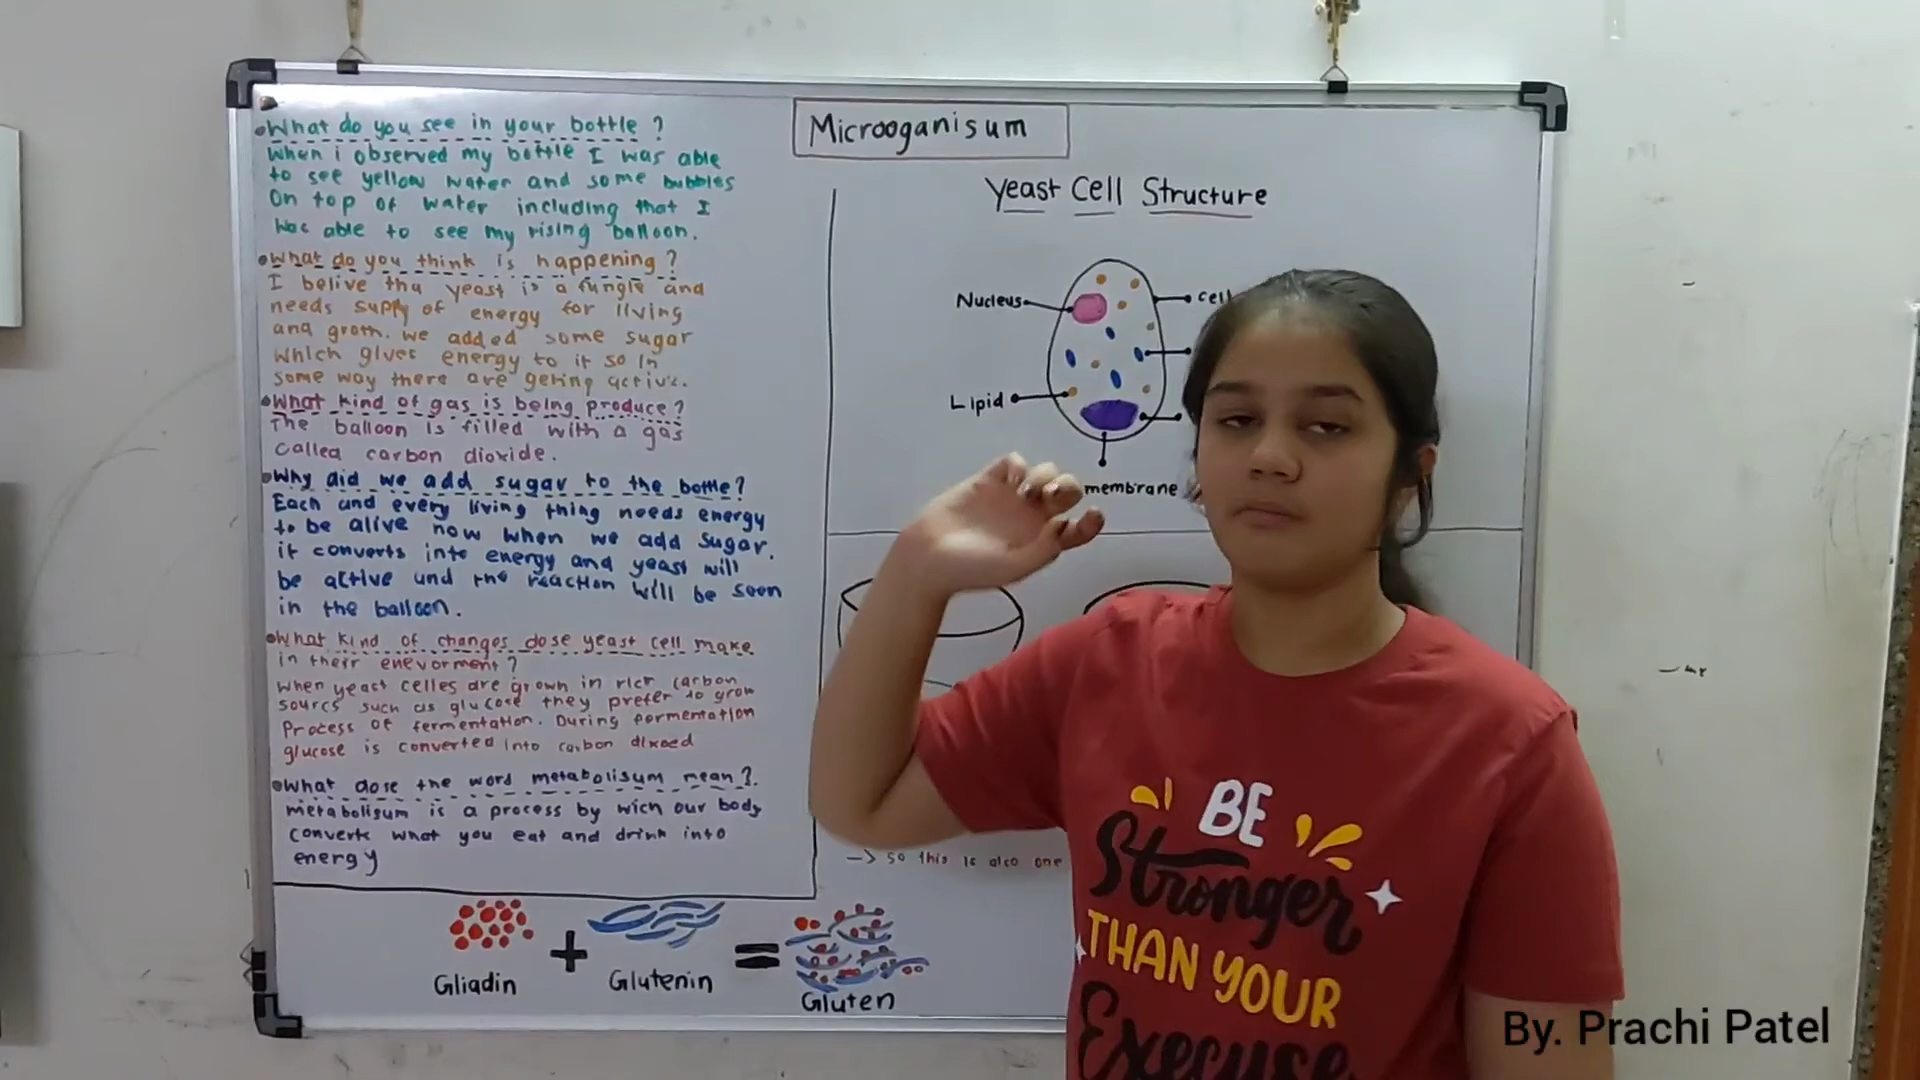 Microoganisum
What do you see in your bottle?
When i observed my bottle I was able
to see yellow water and some bubbles
On top of water including that I
Was able to see my rising balloon.
What do you think is happening?
I belive tha yeast is a fungle and
needs supply of energy for living
and groth. we added some sugar
Which gives energy to it so in
some way there are geting active.
What kind of gas is being produce?
The balloon is filled with a gas
called carbon dioxide.
Why did we add sugar to the bottle?
Each and every living thing needs energy
to be alive now when we add sugar.
it converts into energy and yeast will
be active und the reaction will be seen
in the balloon.
What kind of changes dose yeast cell make
in their enevorment?
When yeast celles are grown in rich carbon
sourcs such as glucose they prefer to grow
Process of fermentation. During permentation
glucose is converted into carbon dixoed
What dose the word metabolisum mean?
metabolisum is a process by wich our body
converts what you eat and drink into
energy
Gliadin + Glutenin = Gluten
Yeast Cell Structure
Nucleus
cell
Lipid
membrane
-> so this is also one
BE
Stronger
THAN YOUR
Execuse
By. Prachi Patel